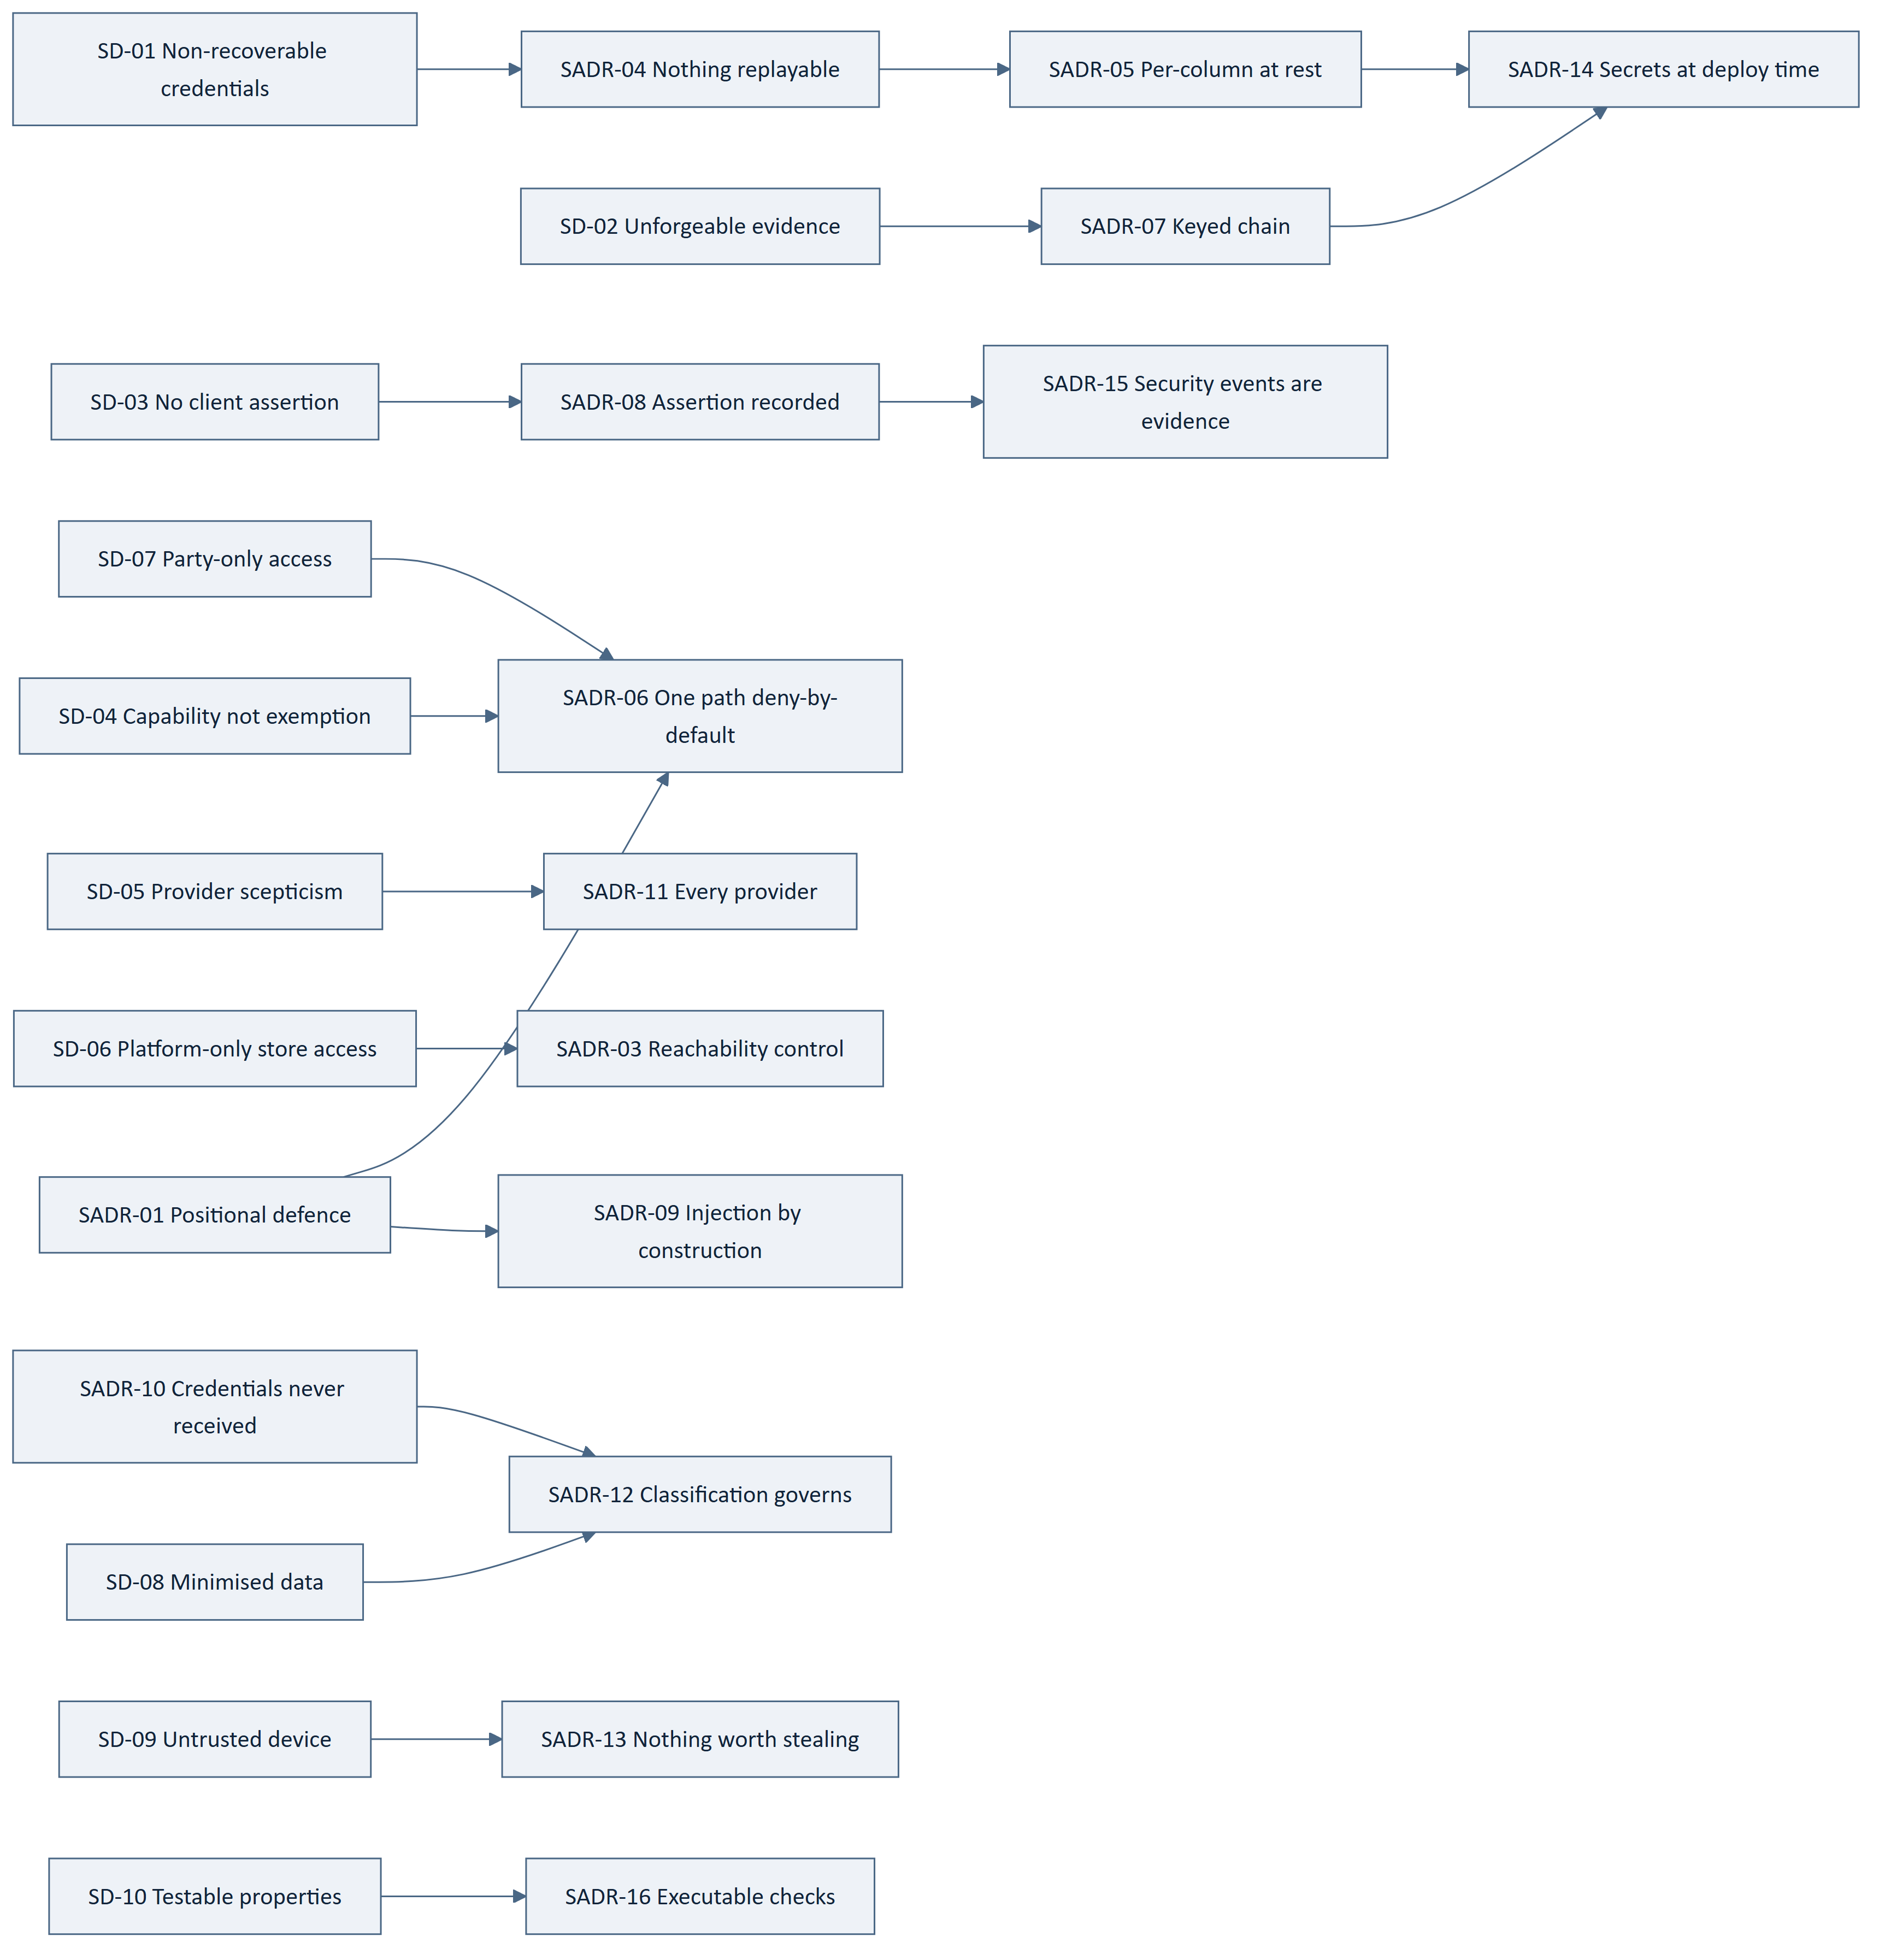 SD-01 Non-recoverable
credentials
SADR-04 Nothing replayable
SADR-05 Per-column at rest
SADR-14 Secrets at deploy time
SD-02 Unforgeable evidence
SADR-07 Keyed chain
SD-03 No client assertion
SADR-08 Assertion recorded
SADR-15 Security events are
evidence
SD-07 Party-only access
SD-04 Capability not exemption
SADR-06 One path deny-by-
default
SD-05 Provider scepticism
SADR-11 Every provider
SD-06 Platform-only store access
SADR-03 Reachability control
SADR-01 Positional defence
SADR-09 Injection by
construction
SADR-10 Credentials never
received
SADR-12 Classification governs
SD-08 Minimised data
SD-09 Untrusted device
SADR-13 Nothing worth stealing
SD-10 Testable properties
SADR-16 Executable checks